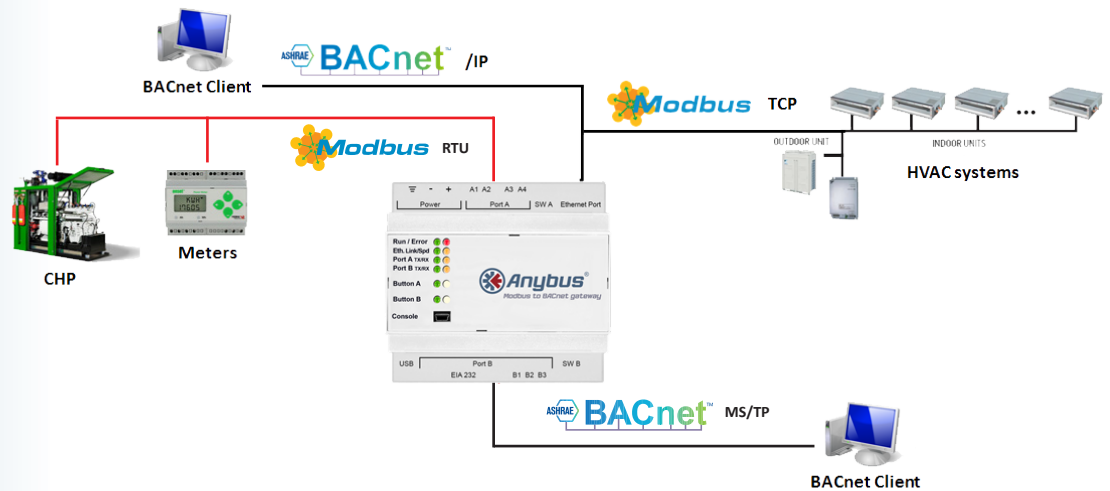 BACnet Client
ASHRAE BACnet™ /IP
Modbus TCP
Modbus RTU
OUTDOOR UNIT
INDOOR UNITS
HVAC systems
CHP
KWH
17605
Meters
- + A1 A2 A3 A4
Power Port A SW A Ethernet Port
Run / Error
Eth. Link/Spd
Port A TX/RX
Port B TX/RX
Button A
Button B
Console
Anybus®
Modbus to BACnet gateway
USB Port B SW B
EIA 232 B1 B2 B3
ASHRAE BACnet™ MS/TP
BACnet Client